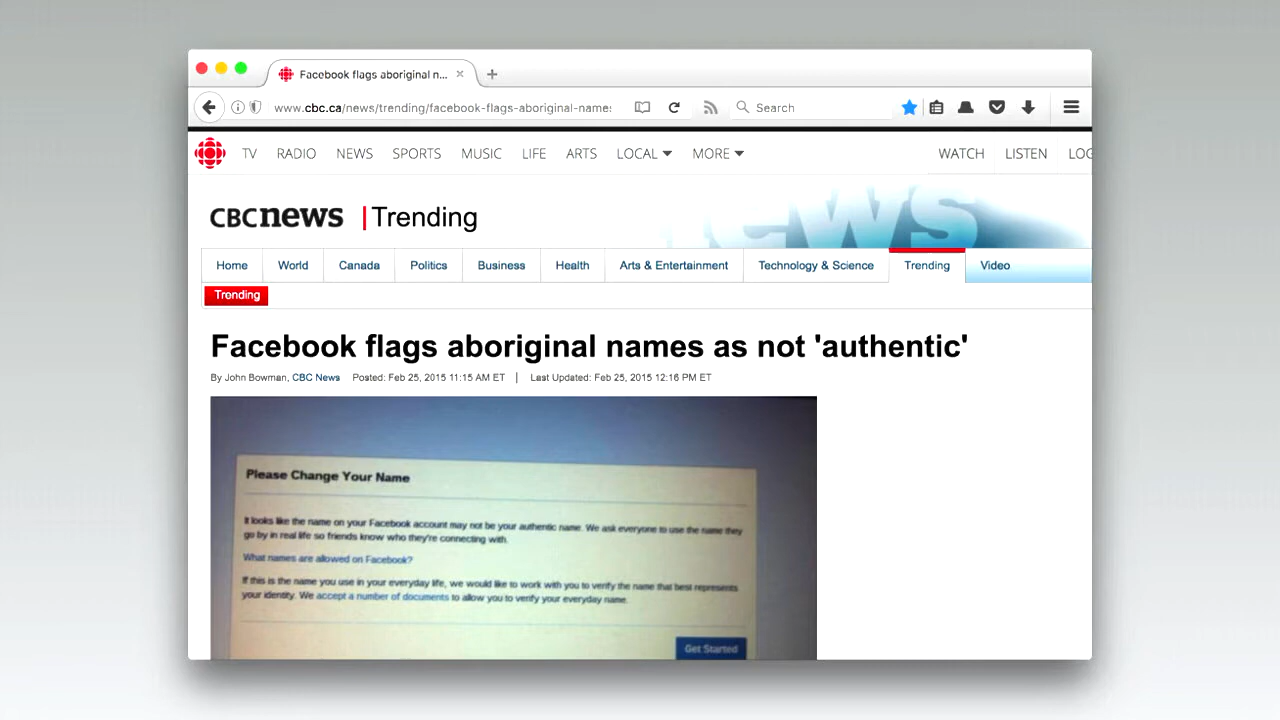 Facebook flags aboriginal n...
www.cbc.ca/news/trending/facebook-flags-aboriginal-name:
Search
TV RADIO NEWS SPORTS MUSIC LIFE ARTS LOCAL MORE WATCH LISTEN LOG
NEWS
CBCnews | Trending
Home World Canada Politics Business Health Arts & Entertainment Technology & Science Trending Video
Trending
Facebook flags aboriginal names as not 'authentic'
By John Bowman, CBC News Posted: Feb 25, 2015 11:15 AM ET | Last Updated: Feb 25, 2015 12:16 PM ET
Please Change Your Name
It looks like the name on your Facebook account may not be your authentic name. We ask everyone to use the name they
go by in real life so friends know who they're connecting with.
What names are allowed on Facebook?
If this is the name you use in your everyday life, we would like to work with you to verify the name that best represents
your identity. We accept a number of documents to allow you to verify your everyday name.
Get Started